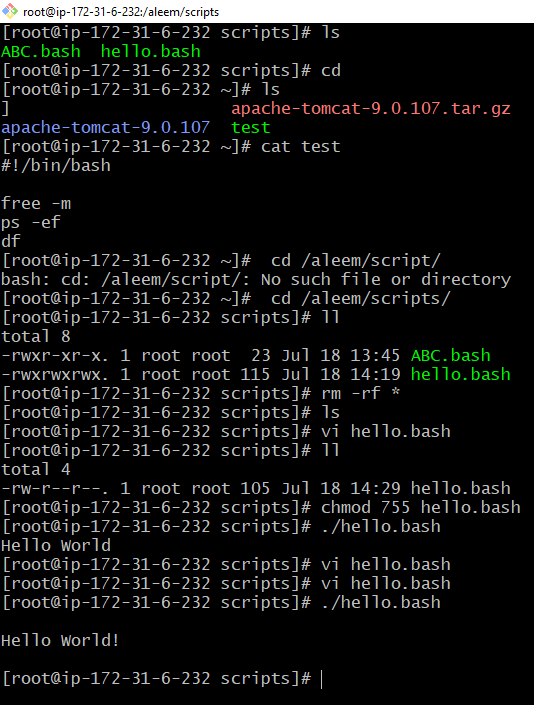 root@ip-172-31-6-232:/aleem/scripts
[root@ip-172-31-6-232 scripts]# ls
ABC.bash  hello.bash
[root@ip-172-31-6-232 scripts]# cd
[root@ip-172-31-6-232 ~]# ls
]                    apache-tomcat-9.0.107.tar.gz
apache-tomcat-9.0.107  test
[root@ip-172-31-6-232 ~]# cat test
#!/bin/bash

free -m
ps -ef
df
[root@ip-172-31-6-232 ~]#  cd /aleem/script/
bash: cd: /aleem/script/: No such file or directory
[root@ip-172-31-6-232 ~]#  cd /aleem/scripts/
[root@ip-172-31-6-232 scripts]# ll
total 8
-rwxr-xr-x. 1 root root  23 Jul 18 13:45 ABC.bash
-rwxrwxrwx. 1 root root 115 Jul 18 14:19 hello.bash
[root@ip-172-31-6-232 scripts]# rm -rf *
[root@ip-172-31-6-232 scripts]# ls
[root@ip-172-31-6-232 scripts]# vi hello.bash
[root@ip-172-31-6-232 scripts]# ll
total 4
-rw-r--r--. 1 root root 105 Jul 18 14:29 hello.bash
[root@ip-172-31-6-232 scripts]# chmod 755 hello.bash
[root@ip-172-31-6-232 scripts]# ./hello.bash
Hello World
[root@ip-172-31-6-232 scripts]# vi hello.bash
[root@ip-172-31-6-232 scripts]# vi hello.bash
[root@ip-172-31-6-232 scripts]# ./hello.bash

Hello World!

[root@ip-172-31-6-232 scripts]#